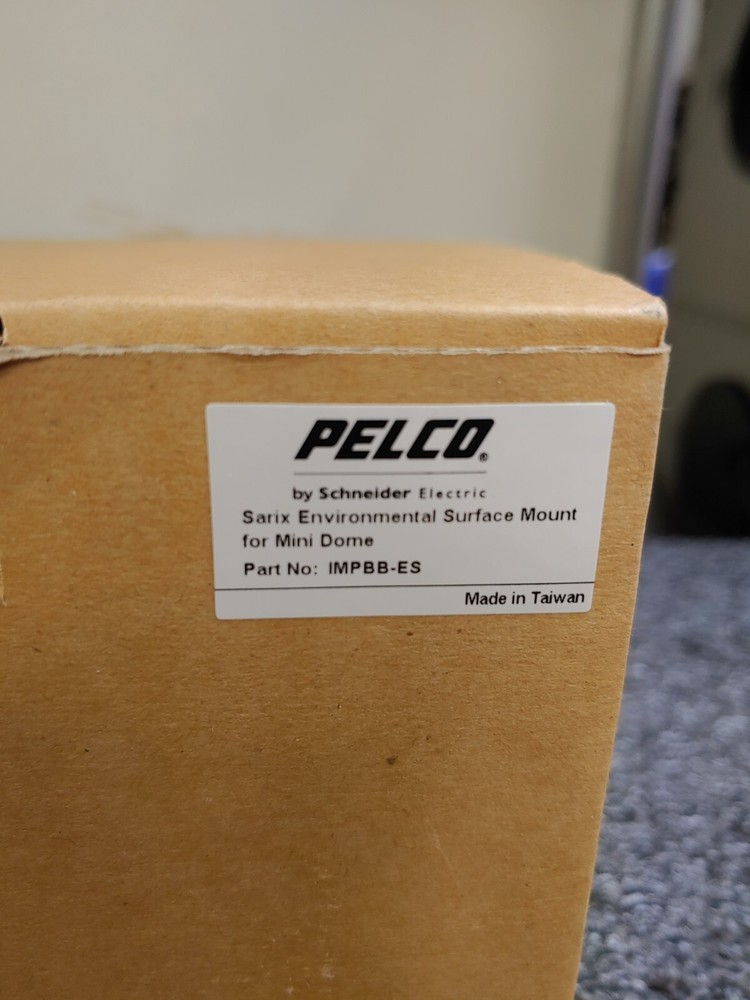 PELCO®
by Schneider Electric
Sarix Environmental Surface Mount
for Mini Dome
Part No: IMPBB-ES
Made in Taiwan